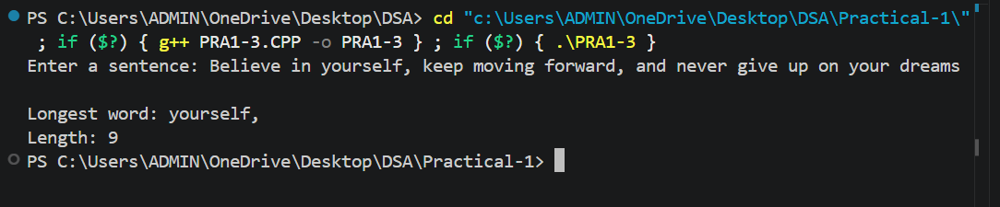 PS C:\Users\ADMIN\OneDrive\Desktop\DSA> cd "c:\Users\ADMIN\OneDrive\Desktop\DSA\Practical-1\"
; if ($?) { g++ PRA1-3.CPP -o PRA1-3 } ; if ($?) { .\PRA1-3 }
Enter a sentence: Believe in yourself, keep moving forward, and never give up on your dreams
Longest word: yourself,
Length: 9
PS C:\Users\ADMIN\OneDrive\Desktop\DSA\Practical-1>